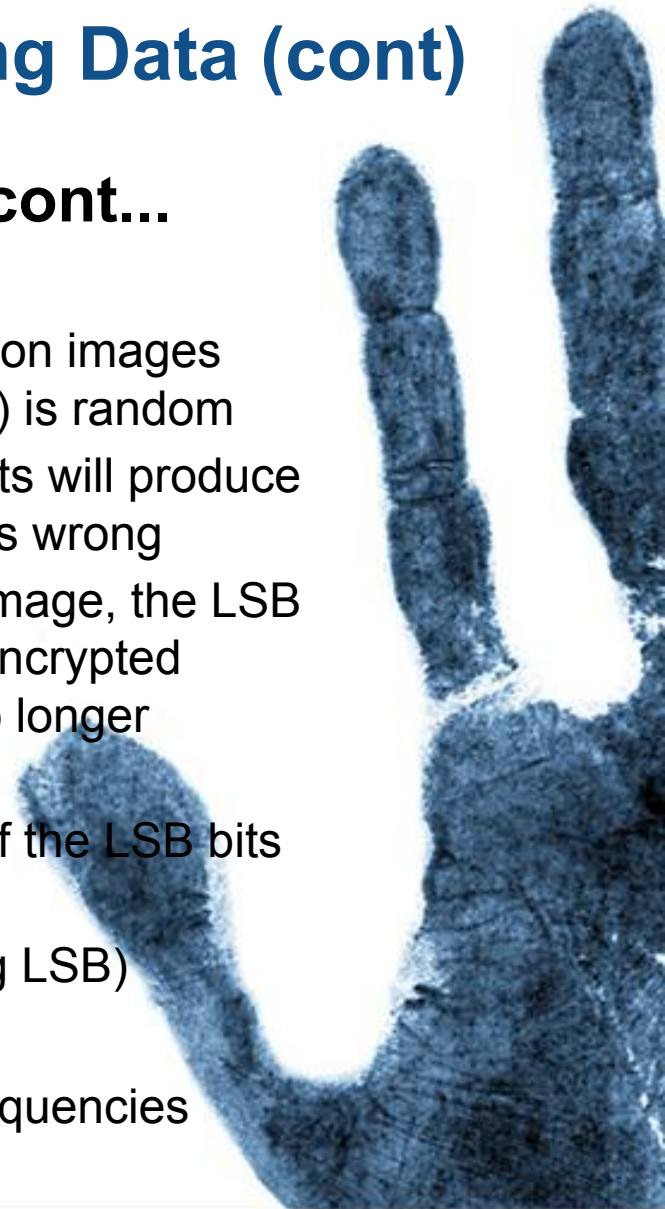 ng Data (cont)
cont...
on images
) is random
ts will produce
s wrong
mage, the LSB
ncrypted
longer
f the LSB bits
g LSB)
quencies